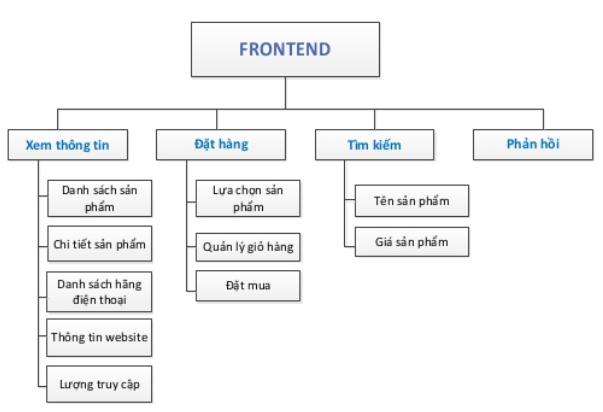 FRONTEND
Xem thông tin
Đặt hàng
Tìm kiếm
Phản hồi
Danh sách sản
phẩm
Chi tiết sản phẩm
Danh sách hãng
điện thoại
Thông tin website
Lượng truy cập
Lựa chọn sản
phẩm
Quản lý giỏ hàng
Đặt mua
Tên sản phẩm
Giá sản phẩm